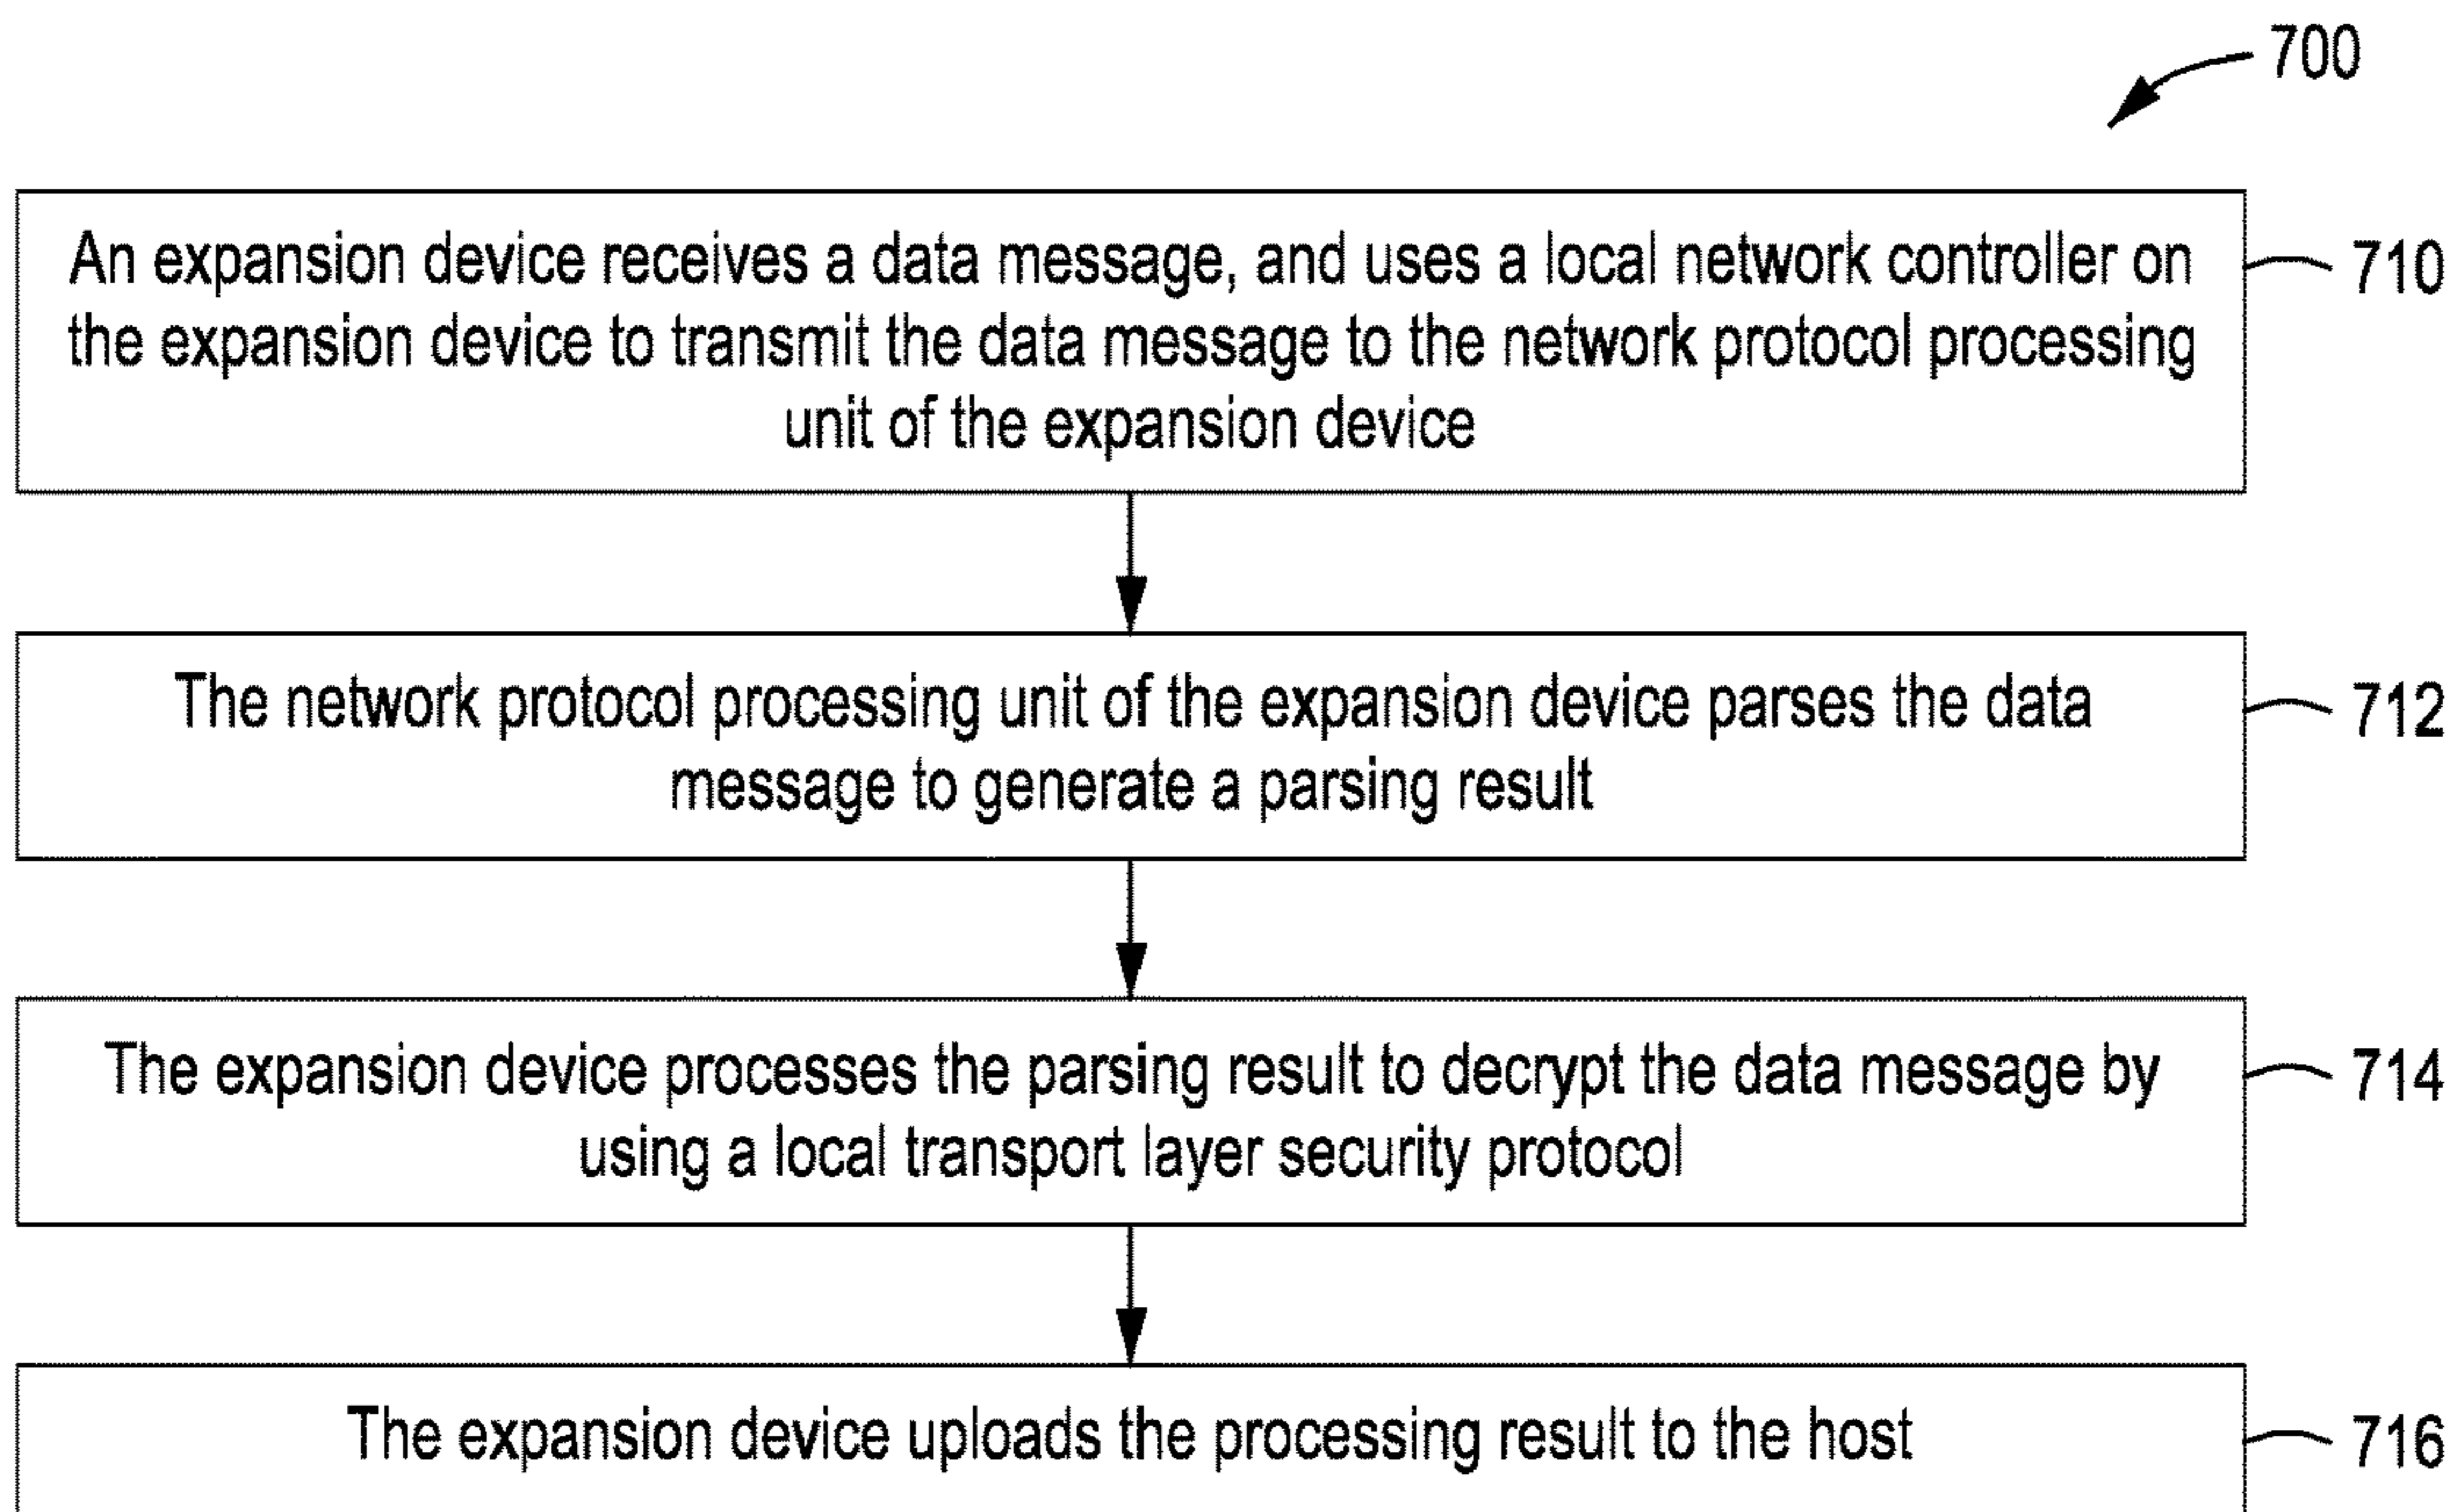 700
An expansion device receives a data message, and uses a local network controller on
the expansion device to transmit the data message to the network protocol processing
unit of the expansion device
710
The network protocol processing unit of the expansion device parses the data
message to generate a parsing result
712
The expansion device processes the parsing result to decrypt the data message by
using a local transport layer security protocol
714
The expansion device uploads the processing result to the host
716